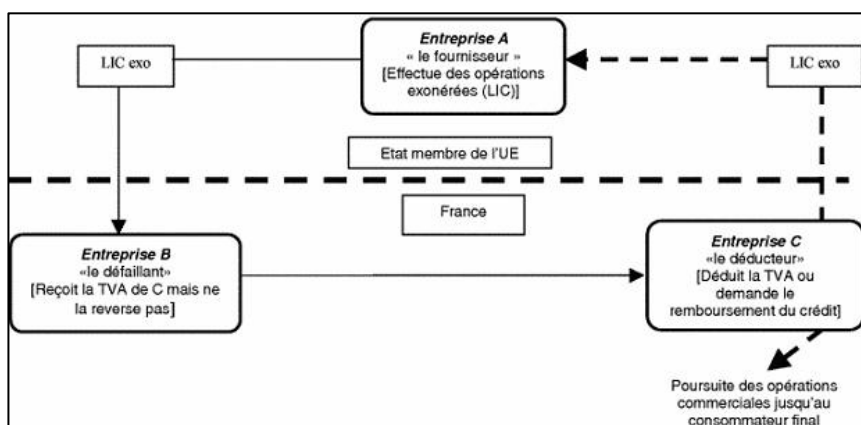 Entreprise A
« le fournisseur »
[Effectue des opérations
exonérées (LIC)]
LIC exo
LIC exo
Etat membre de l'UE
France
Entreprise B
«le défaillant»
[Reçoit la TVA de C mais ne
la reverse pas]
Entreprise C
«le déducteur»
[Déduit la TVA ou
demande le
remboursement du crédit]
Poursuite des opérations
commerciales jusqu'au
consommateur final